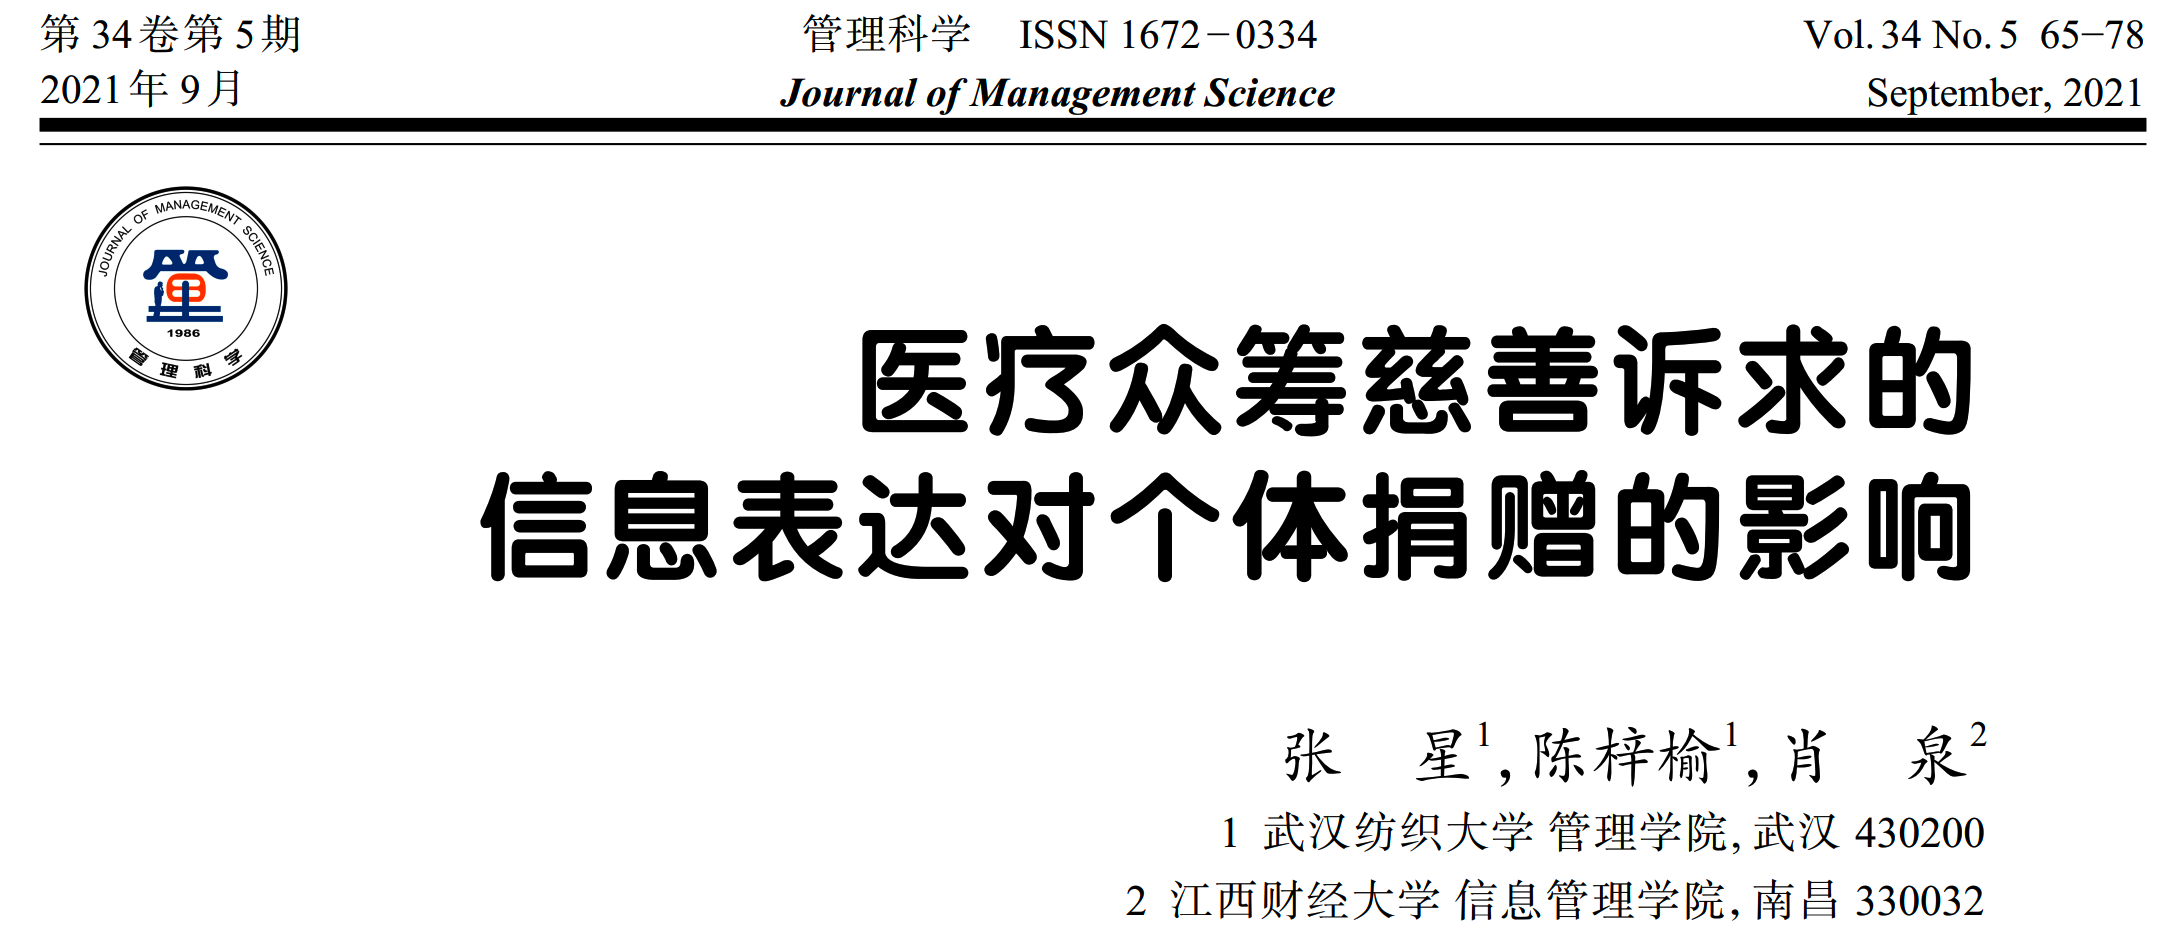 第 34 卷第 5 期 管理科学 ISSN 1672－0334 Vol. 34 No. 5 65−78
2021 年 9 月 Journal of Management Science September, 2021
JOURNAL OF MANAGEMENT SCIENCE
管
1986
管理科学
医疗众筹慈善诉求的
信息表达对个体捐赠的影响
张 星1, 陈梓榆1, 肖 泉2
1 武汉纺织大学 管理学院, 武汉 430200
2 江西财经大学 信息管理学院, 南昌 330032